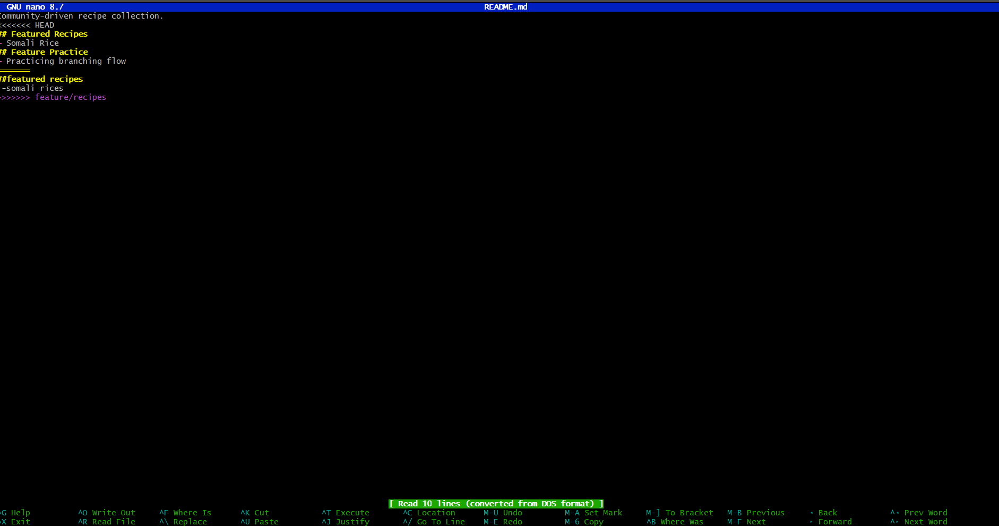 GNU nano 8.7 README.md
Community-driven recipe collection.
<<<<<<< HEAD
## Featured Recipes
- Somali Rice
## Feature Practice
- Practicing branching flow
=======
##featured recipes
-somali rices
>>>>>>> feature/recipes
[ Read 10 lines (converted from DOS format) ]
^G Help ^O Write Out ^F Where Is ^K Cut ^T Execute ^C Location M-U Undo M-A Set Mark M-] To Bracket M-B Previous ◂ Back ^◂ Prev Word
^X Exit ^R Read File ^\ Replace ^U Paste ^J Justify ^/ Go To Line M-E Redo M-6 Copy ^B Where Was M-F Next ▸ Forward ^▸ Next Word